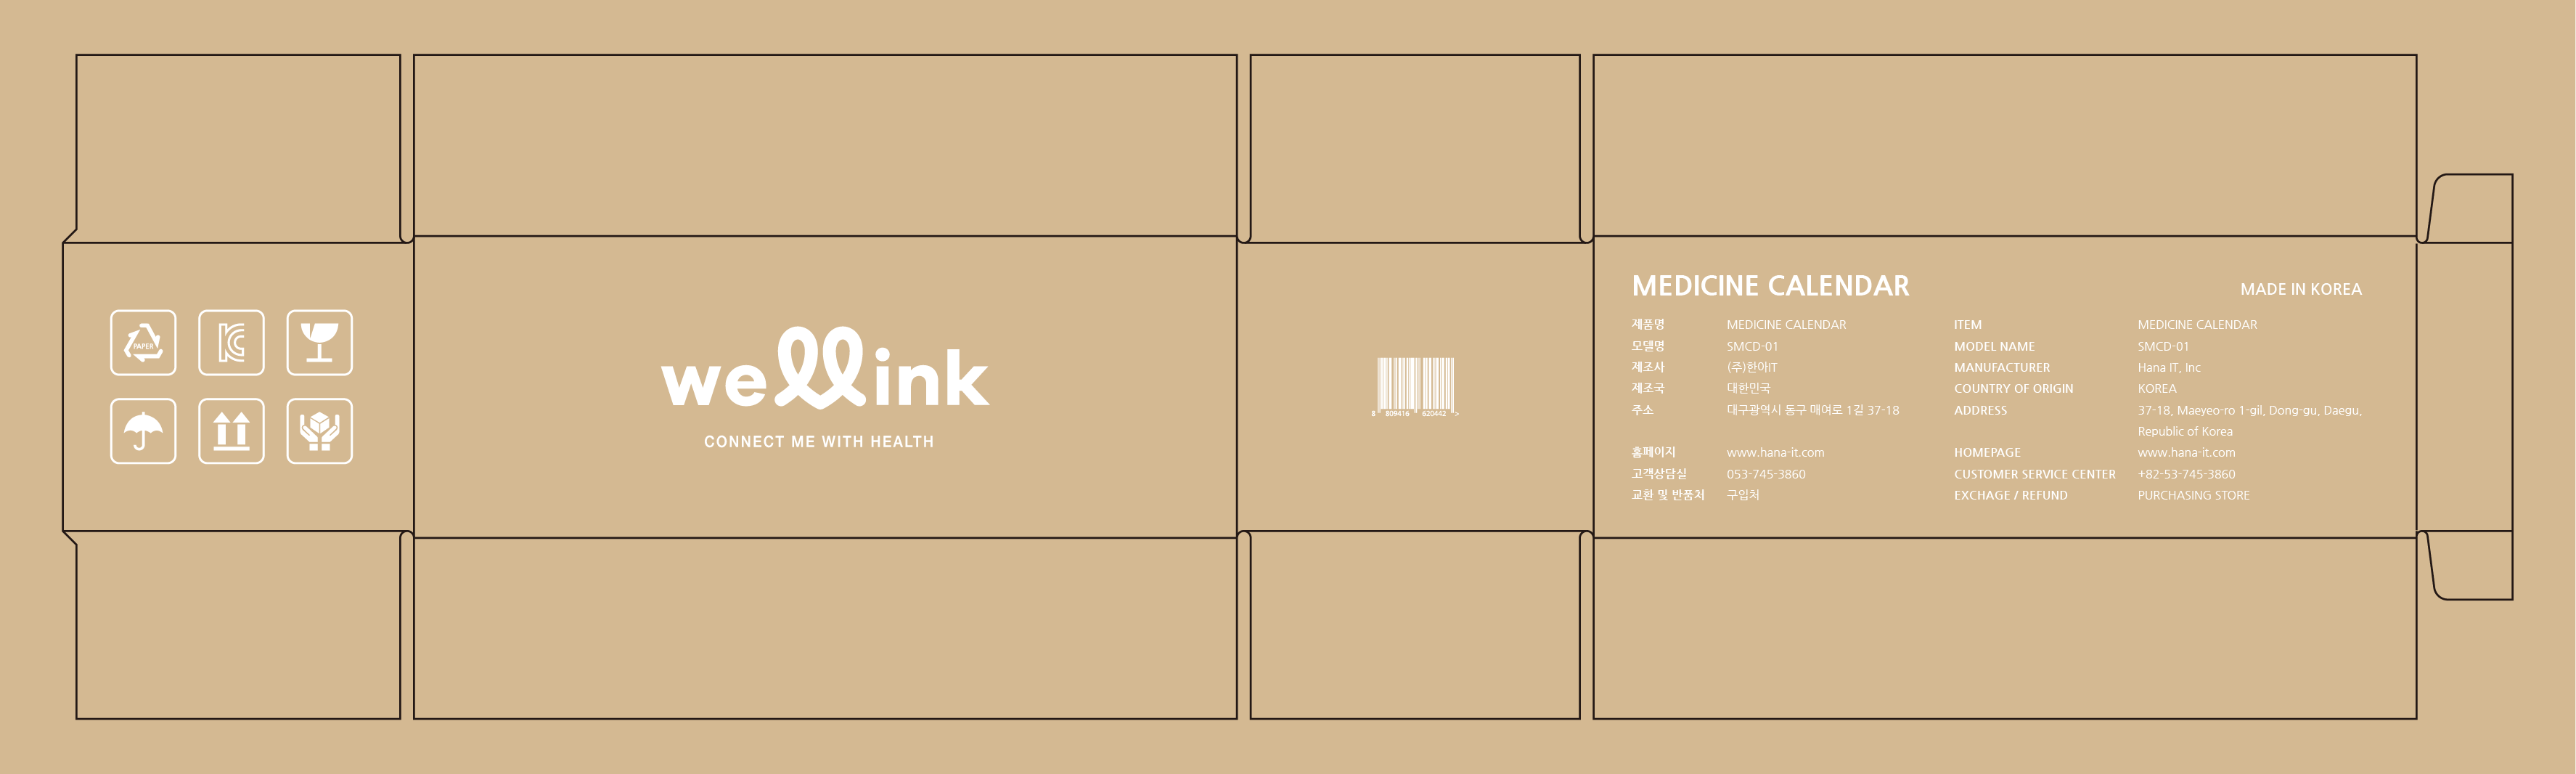 PAPER
wellink
CONNECT ME WITH HEALTH
8 809416 620442 >
MEDICINE CALENDAR
MADE IN KOREA
제품명 MEDICINE CALENDAR ITEM MEDICINE CALENDAR
모델명 SMCD-01 MODEL NAME SMCD-01
제조사 (주)한아IT MANUFACTURER Hana IT, Inc
제조국 대한민국 COUNTRY OF ORIGIN KOREA
주소 대구광역시 동구 매여로 1길 37-18 ADDRESS 37-18, Maeyeo-ro 1-gil, Dong-gu, Daegu,
Republic of Korea
홈페이지 www.hana-it.com HOMEPAGE www.hana-it.com
고객상담실 053-745-3860 CUSTOMER SERVICE CENTER +82-53-745-3860
교환 및 반품처 구입처 EXCHAGE / REFUND PURCHASING STORE